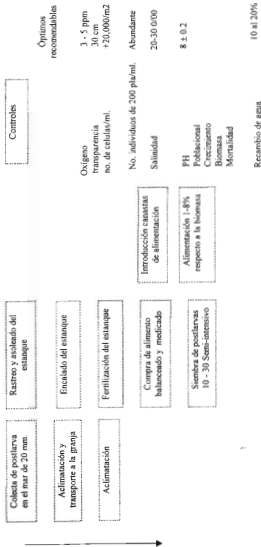 Colecta de postlarva
en el mar de 20 mm.
Rastreo y asoleado del
estanque
Controles
Óptimos
recomendables
Aclimatación y
transporte a la granja
Encalado del estanque
Oxígeno
3 - 5 ppm
transparencia
30 cm
Aclimatación
Fertilización del estanque
no. de celulas/ml.
+20,000/m2
No. individuos de 200 pla/ml.
Abundante
Compra de alimento
balanceado y medicado
Introducción canastas
de alimentación
Salinidad
20-30 0/00
Siembra de postlarvas
10 - 30 Semi-intensivo
Alimentación 1-8%
respecto a la biomasa
PH
8 ± 0.2
Poblacional
Crecimiento
Biomasa
Mortalidad
Recambio de agua
10 al 20%